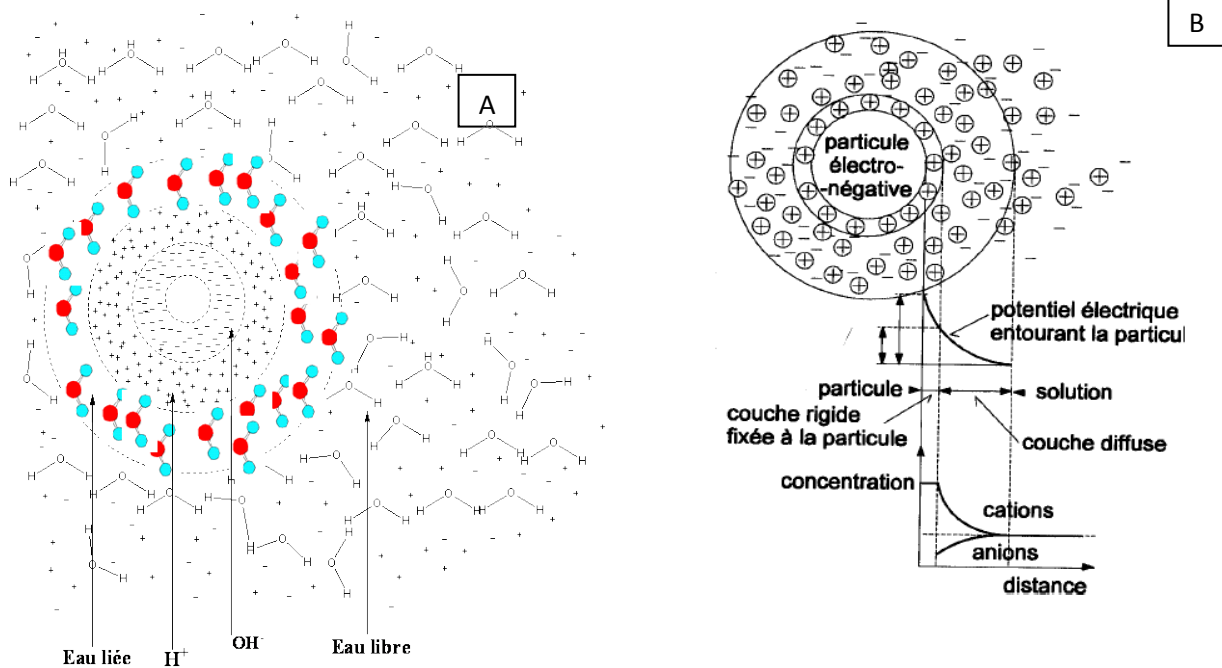 A
Eau liée
H+
OH-
Eau libre
B
particule
électro-
-négative
potentiel électrique
entourant la particul
particule
solution
couche rigide
fixée à la particule
couche diffuse
concentration
cations
anions
distance